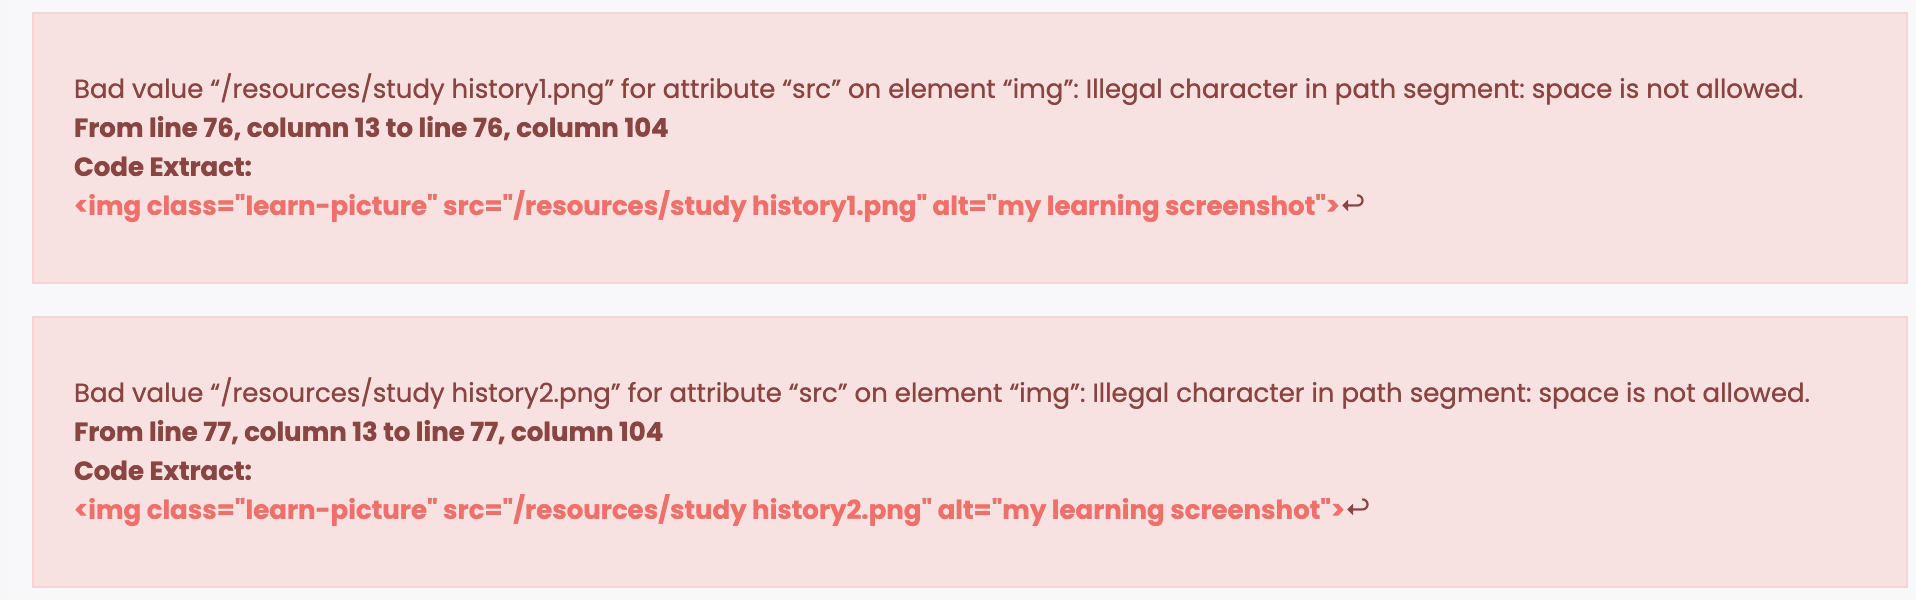 Bad value “/resources/study history1.png” for attribute “src” on element “img”: Illegal character in path segment: space is not allowed.
From line 76, column 13 to line 76, column 104
Code Extract:
<img class="learn-picture" src="/resources/study history1.png" alt="my learning screenshot">↩
Bad value “/resources/study history2.png” for attribute “src” on element “img”: Illegal character in path segment: space is not allowed.
From line 77, column 13 to line 77, column 104
Code Extract:
<img class="learn-picture" src="/resources/study history2.png" alt="my learning screenshot">↩